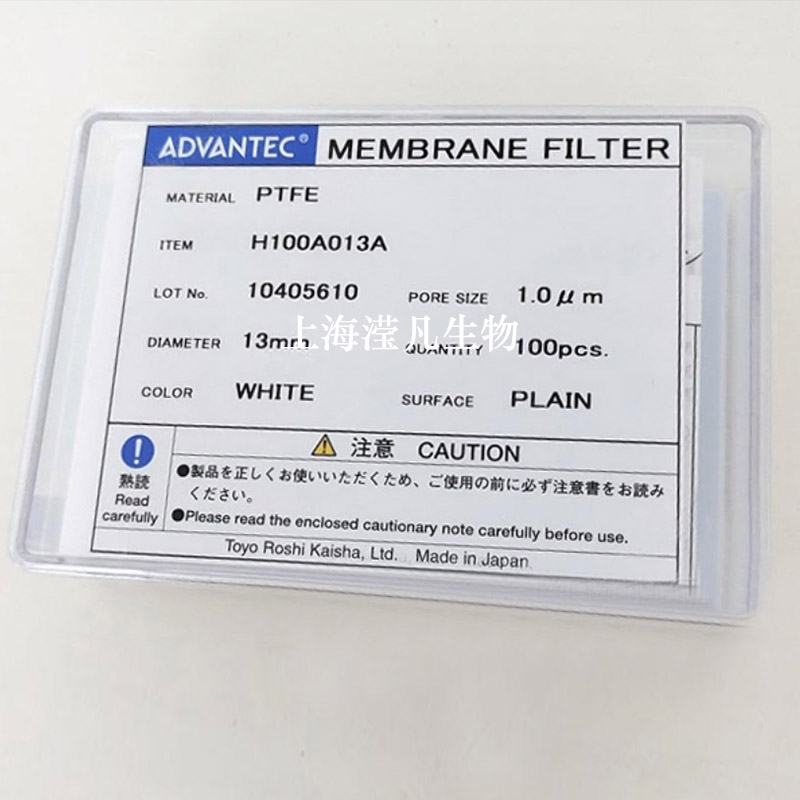 ADVANTEC® MEMBRANE FILTER
MATERIAL PTFE
ITEM H100A013A
LOT No. 10405610 PORE SIZE 1.0μm
上海滢凡生物
DIAMETER 13mm QUANTITY 100pcs.
COLOR WHITE SURFACE PLAIN
注意 CAUTION
熟読
Read
carefully
●製品を正しくお使いいただくため、ご使用の前に必ず注意書をお読み
ください。
●Please read the enclosed cautionary note carefully before use.
Toyo Roshi Kaisha, Ltd. Made in Japan